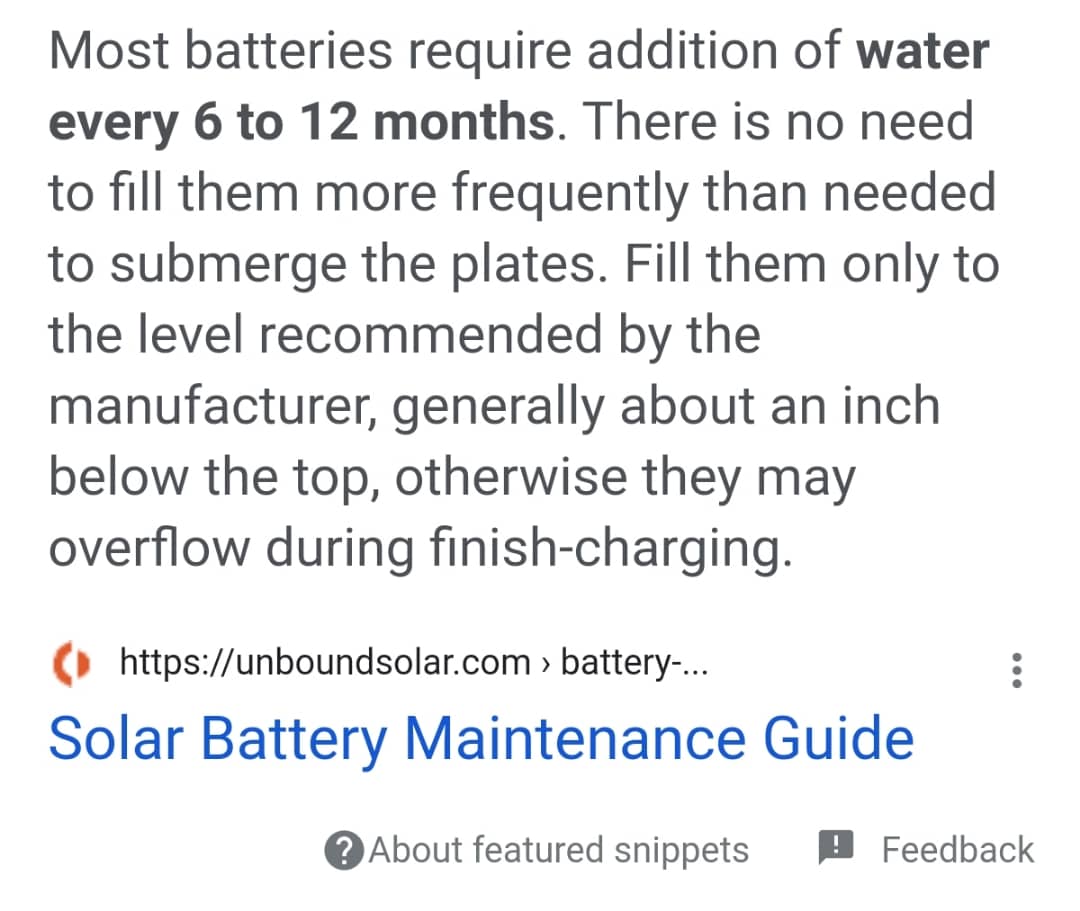 Most batteries require addition of water
every 6 to 12 months. There is no need
to fill them more frequently than needed
to submerge the plates. Fill them only to
the level recommended by the
manufacturer, generally about an inch
below the top, otherwise they may
overflow during finish-charging.
https://unboundsolar.com › battery-...
Solar Battery Maintenance Guide
About featured snippets Feedback